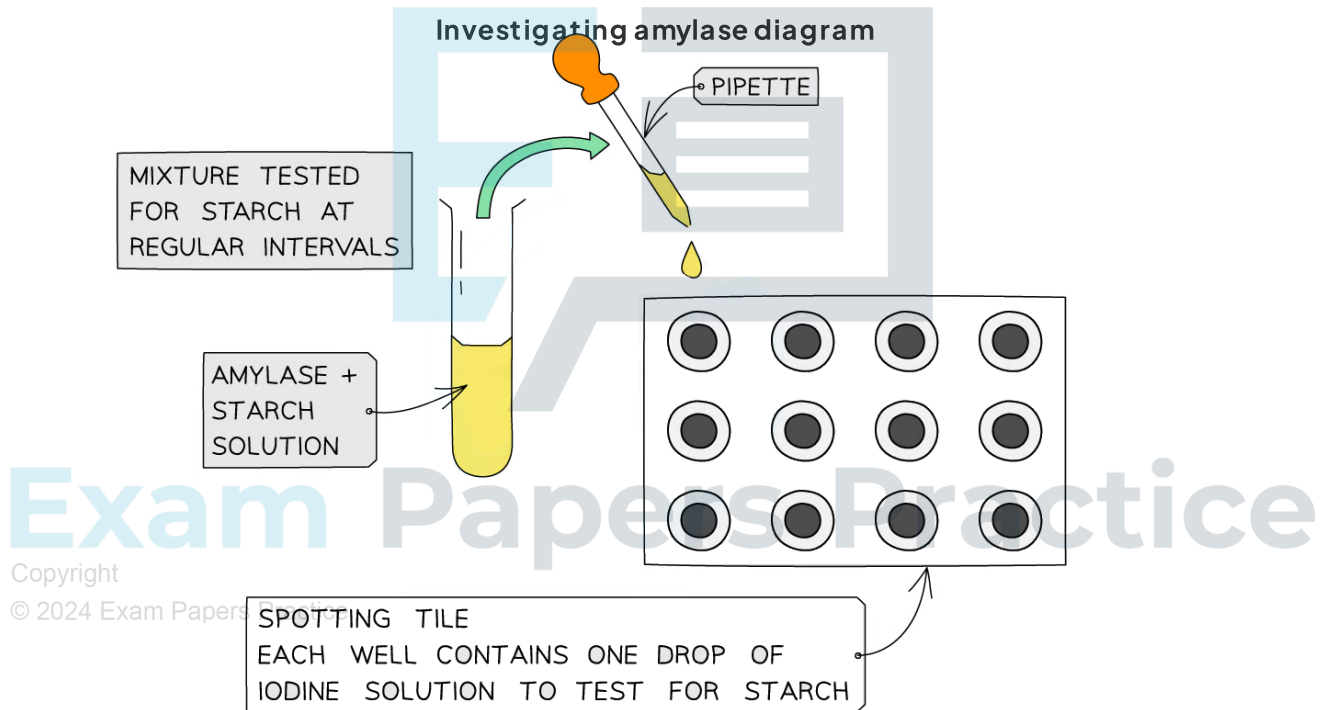 Investigating amylase diagram
PIPETTE
MIXTURE TESTED
FOR STARCH AT
REGULAR INTERVALS
AMYLASE +
STARCH
SOLUTION
Exam Papers Practice
Copyright
© 2024 Exam Papers Practice
SPOTTING TILE
EACH WELL CONTAINS ONE DROP OF
IODINE SOLUTION TO TEST FOR STARCH